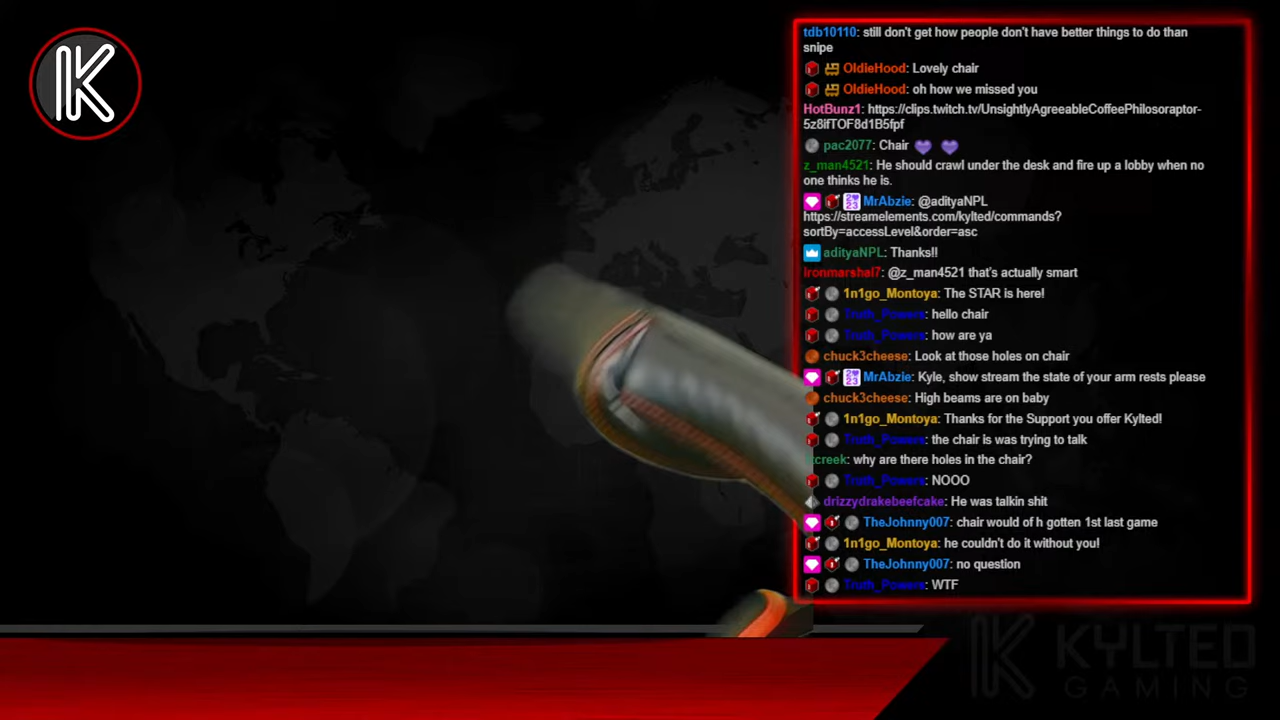 K
tdb10110: still don't get how people don't have better things to do than
snipe
OldieHood: Lovely chair
OldieHood: oh how we missed you
HotBunz1: https://clips.twitch.tv/UnsightlyAgreeableCoffeePhilosoraptor-
5z8ifTOF8d1B5fpf
pac2077: Chair
z_man4521: He should crawl under the desk and fire up a lobby when no
one thinks he is.
MrAbzie: @adityaNPL
https://streamelements.com/kylted/commands?
sortBy=accessLevel&order=asc
adityaNPL: Thanks!!
Ironmarshal7: @z_man4521 that's actually smart
1n1go_Montoya: The STAR is here!
Truth_Powers: hello chair
Truth_Powers: how are ya
chuck3cheese: Look at those holes on chair
MrAbzie: Kyle, show stream the state of your arm rests please
chuck3cheese: High beams are on baby
1n1go_Montoya: Thanks for the Support you offer Kylted!
Truth_Powers: the chair is was trying to talk
creek: why are there holes in the chair?
Truth_Powers: NOOO
drizzydrakebeefcake: He was talkin shit
TheJohnny007: chair would of h gotten 1st last game
1n1go_Montoya: he couldn't do it without you!
TheJohnny007: no question
Truth_Powers: WTF
K KYLTED
GAMING